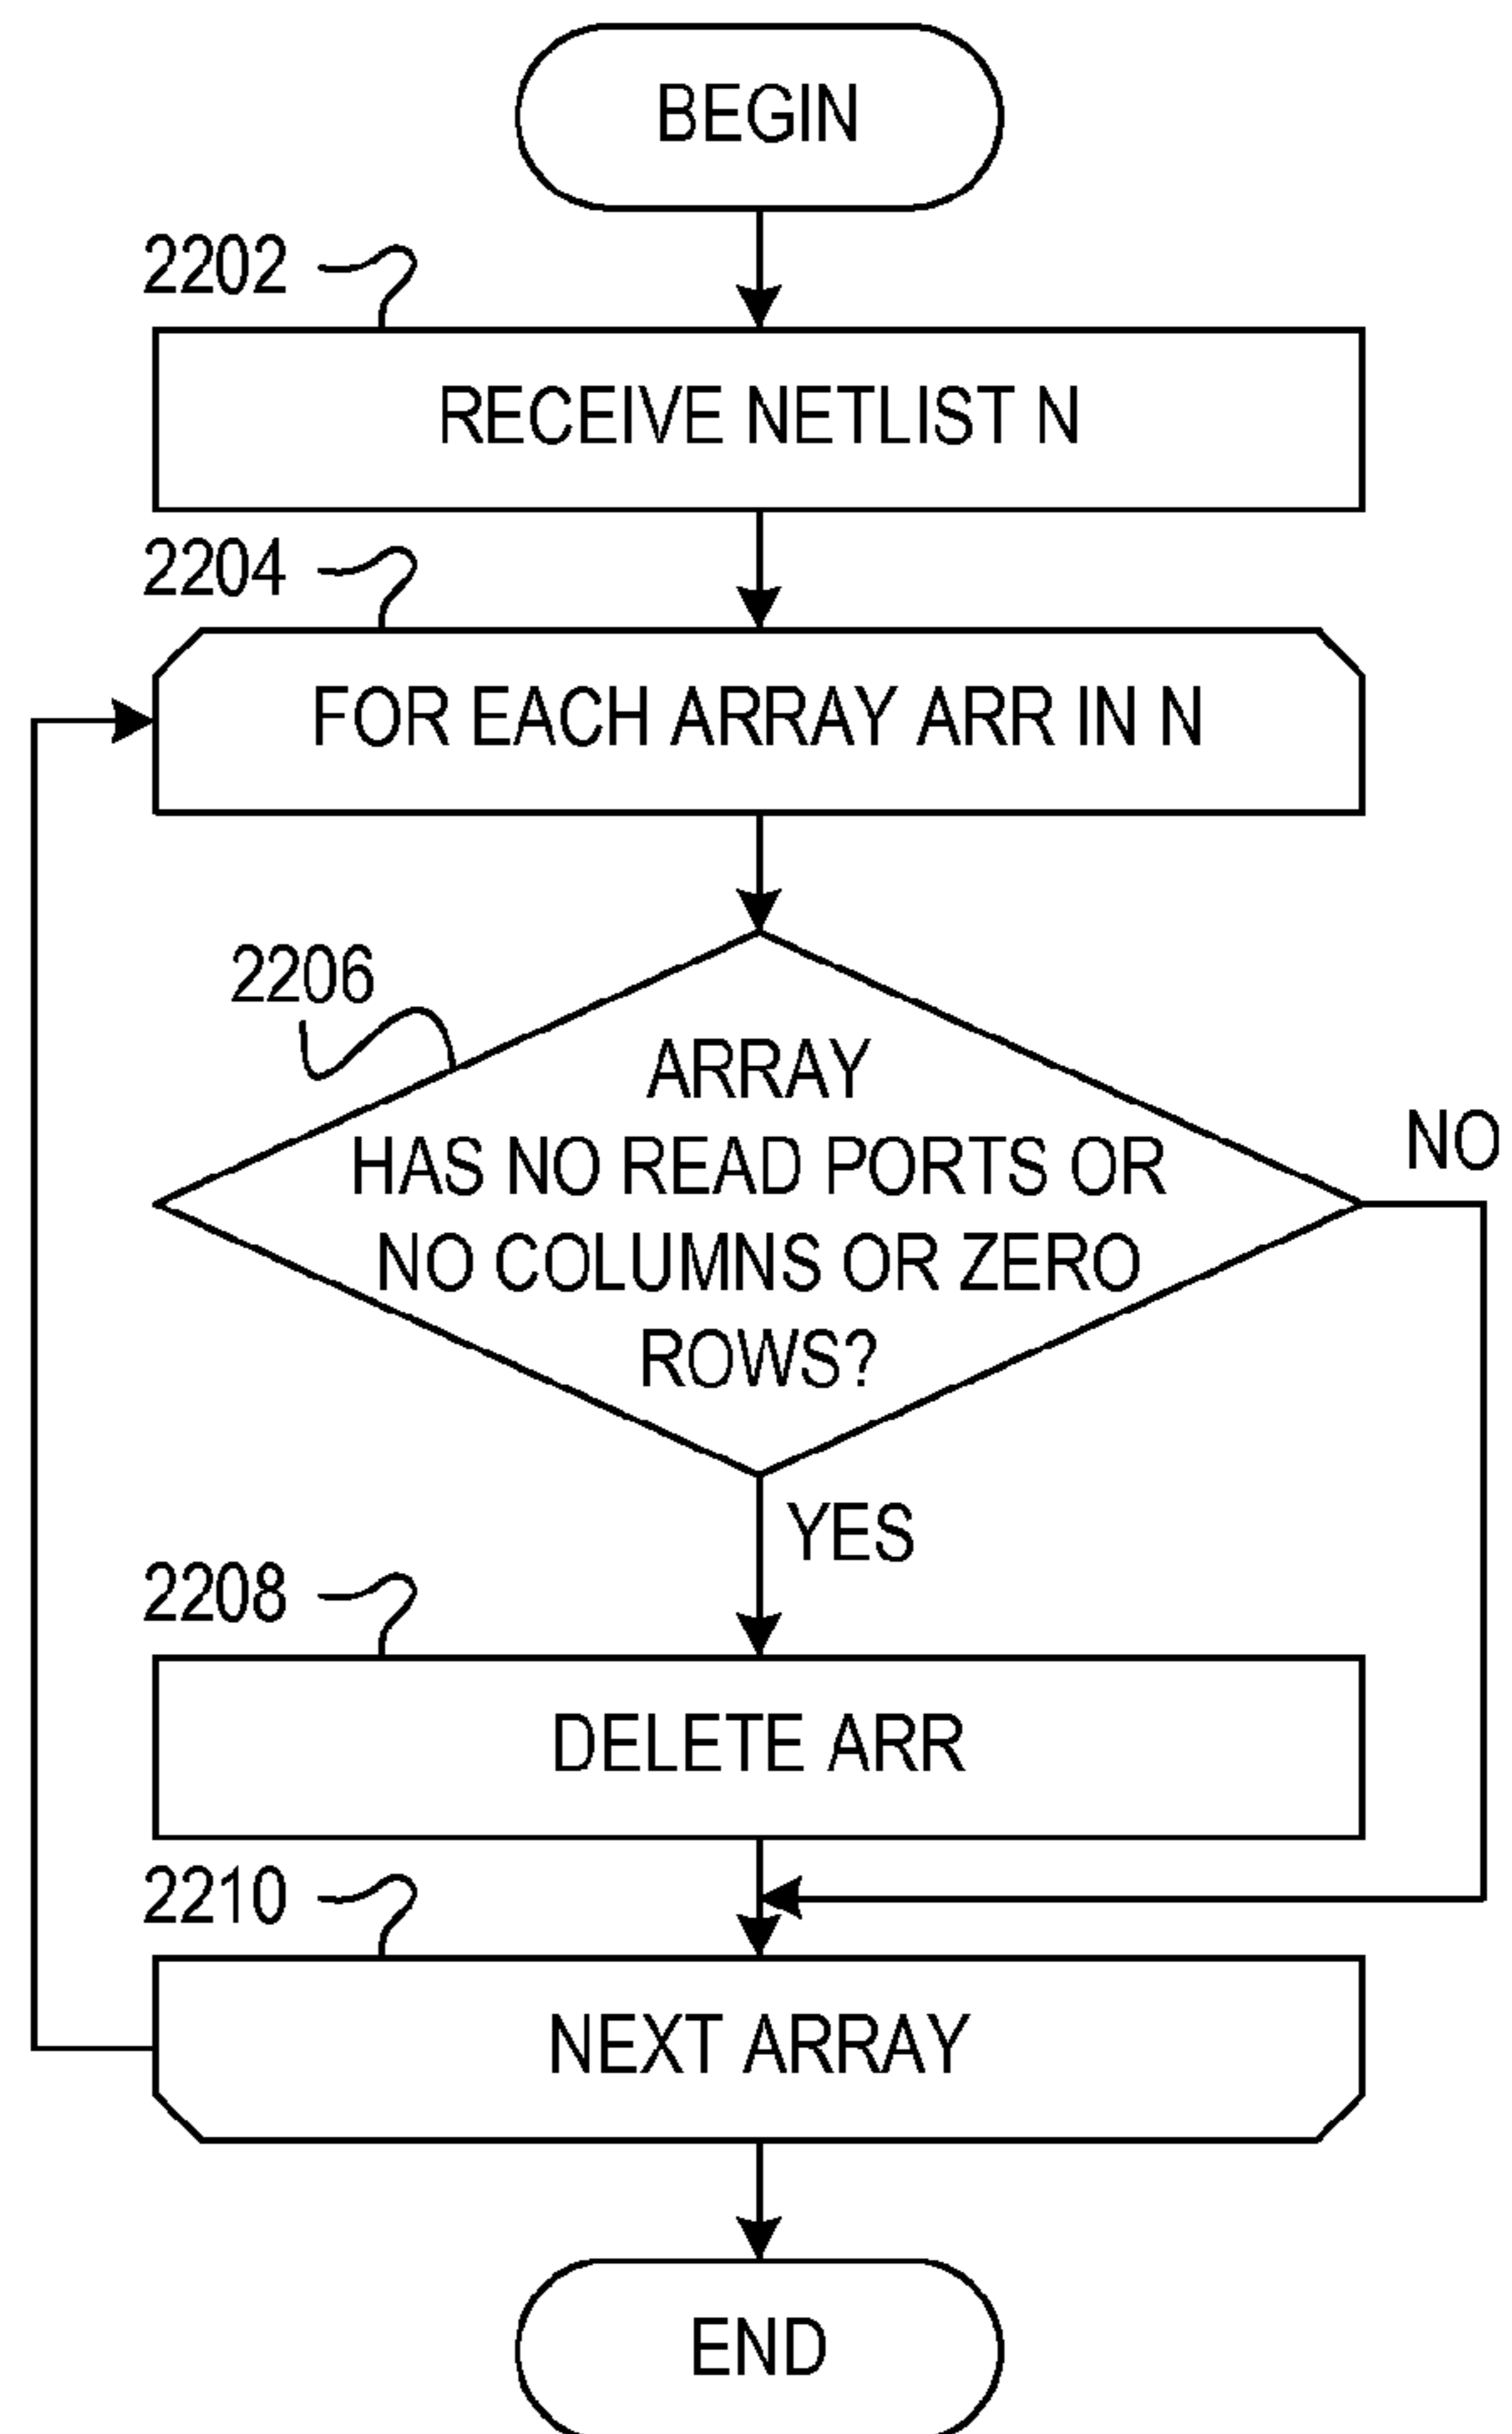 BEGIN
2202
RECEIVE NETLIST N
2204
FOR EACH ARRAY ARR IN N
2206
ARRAY
HAS NO READ PORTS OR
NO COLUMNS OR ZERO
ROWS?
NO
YES
2208
DELETE ARR
2210
NEXT ARRAY
END